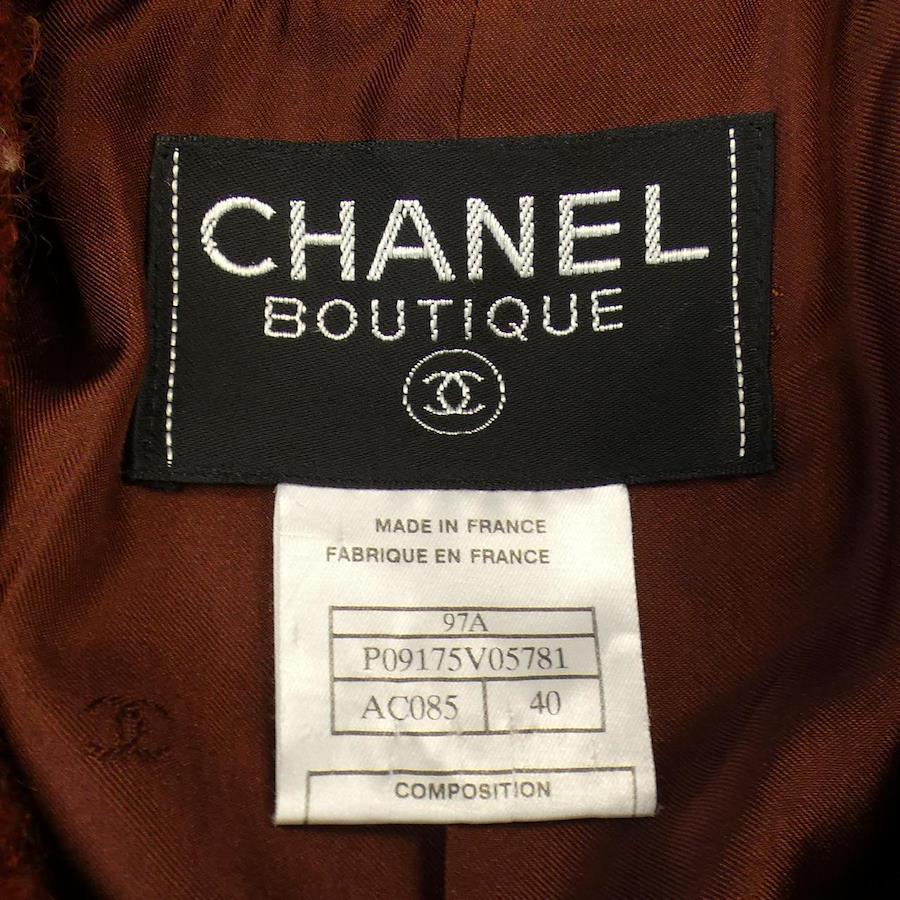 CHANEL
BOUTIQUE
MADE IN FRANCE
FABRIQUE EN FRANCE
97A
P09175V05781
AC085 40
COMPOSITION